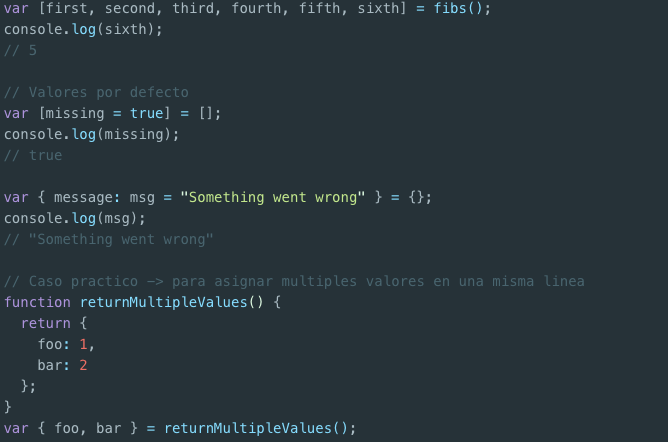 var [first, second, third, fourth, fifth, sixth] = fibs();
console.log(sixth);
// 5
// Valores por defecto
var [missing = true] = [];
console.log(missing);
// true
var { message: msg = "Something went wrong" } = {};
console.log(msg);
// "Something went wrong"
// Caso practico —> para asignar multiples valores en una misma linea
function returnMultipleValues() {
  return {
    foo: 1,
    bar: 2
  };
}
var { foo, bar } = returnMultipleValues();